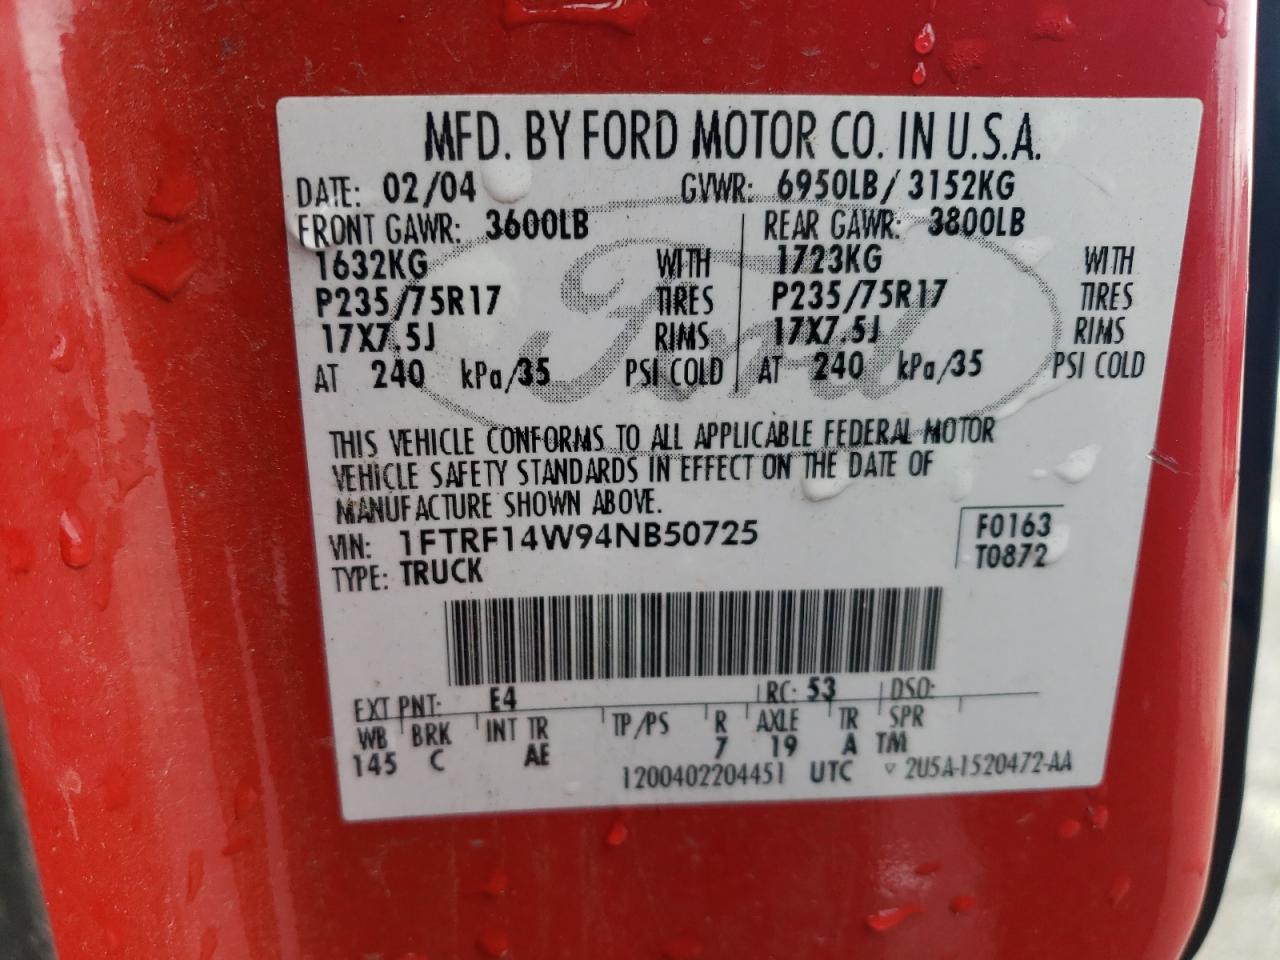 MFD. BY FORD MOTOR CO. IN U.S.A.
DATE: 02/04 GVWR: 6950LB/ 3152KG
FRONT GAWR: 3600LB REAR GAWR: 3800LB
1632KG WITH 1723KG WITH
P235/75R17 TIRES P235/75R17 TIRES
17X7.5J RIMS 17X7.5J RIMS
AT 240 kPa/35 PSI COLD AT 240 kPa/35 PSI COLD
Ford
THIS VEHICLE CONFORMS TO ALL APPLICABLE FEDERAL MOTOR
VEHICLE SAFETY STANDARDS IN EFFECT ON THE DATE OF
MANUFACTURE SHOWN ABOVE.
VIN: 1FTRF14W94NB50725 F0163
TYPE: TRUCK T0872
EXT PNT: E4 RC: 53 DSO:
WB BRK INT TR TP/PS R AXLE TR SPR
145 C AE 7 19 A TM
1200402204451 UTC ▽ 2U5A-1520472-AA